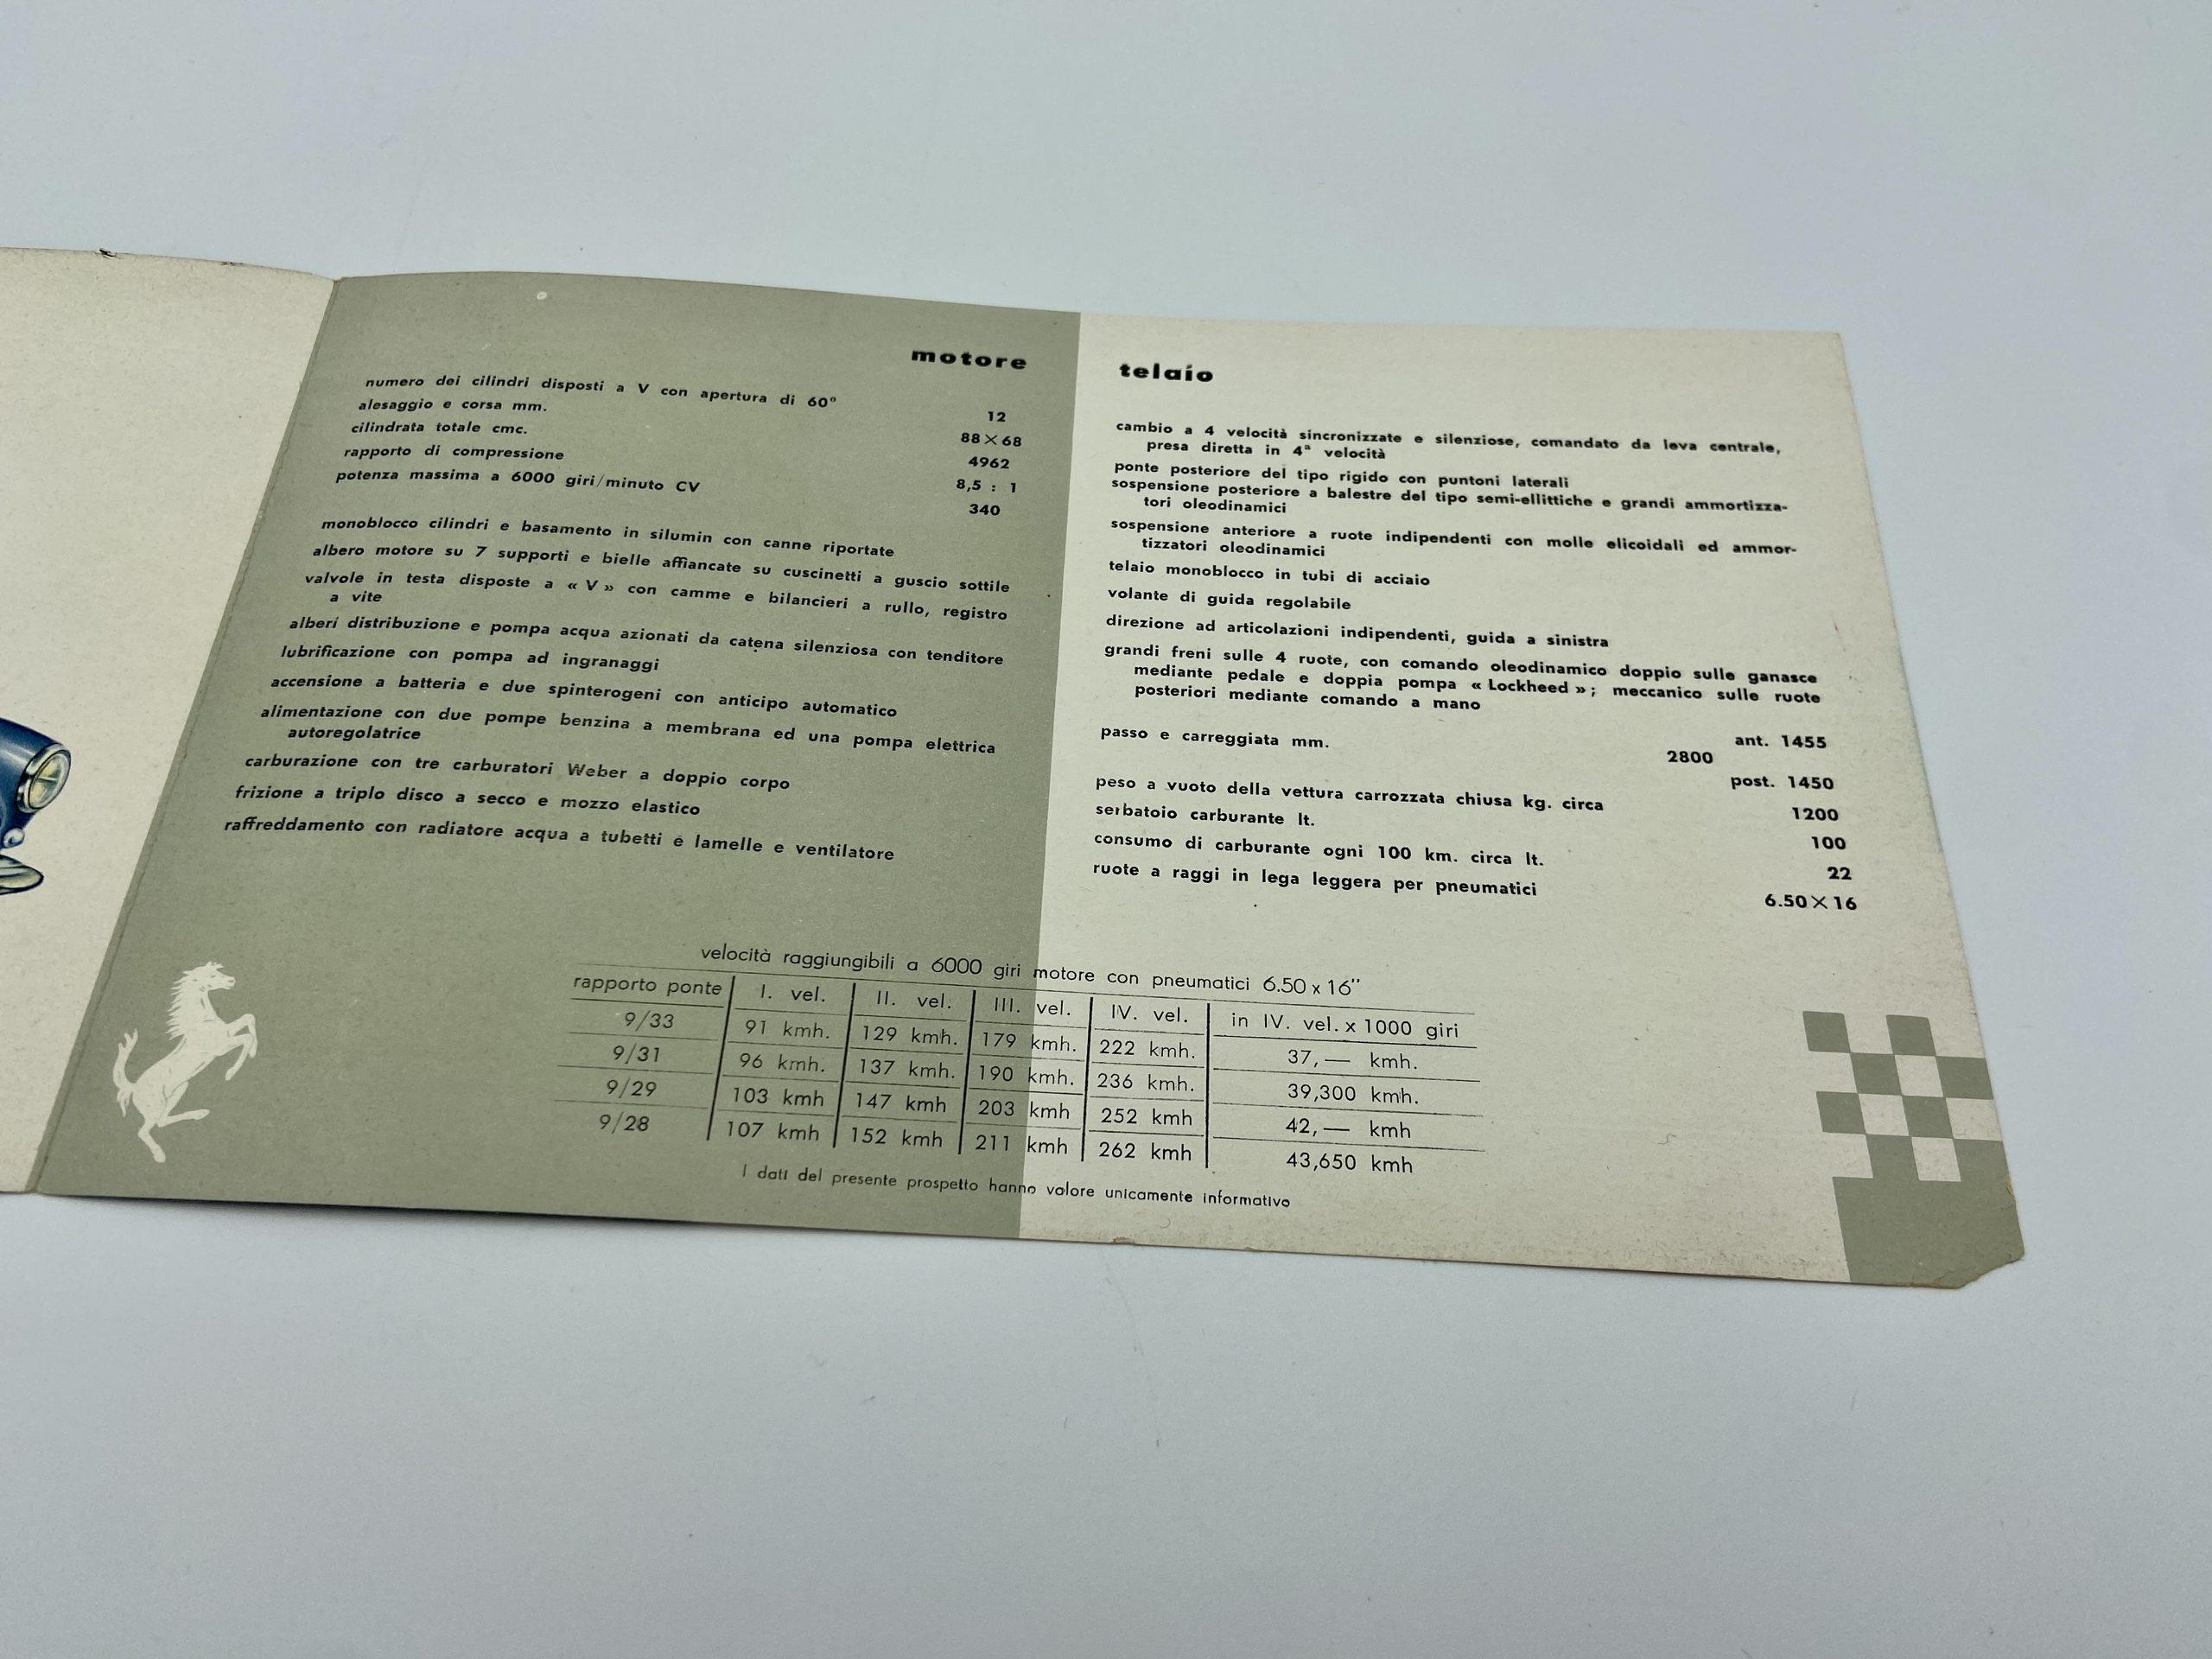 motore
numero dei cilindri disposti a V con apertura di 60° 12
alesaggio e corsa mm. 88×68
cilindrata totale cmc. 4962
rapporto di compressione 8,5 : 1
potenza massima a 6000 giri/minuto CV 340
monoblocco cilindri e basamento in silumin con canne riportate
albero motore su 7 supporti e bielle affiancate su cuscinetti a guscio sottile
valvole in testa disposte a « V » con camme e bilancieri a rullo, registro
a vite
alberi distribuzione e pompa acqua azionati da catena silenziosa con tenditore
lubrificazione con pompa ad ingranaggi
accensione a batteria e due spinterogeni con anticipo automatico
alimentazione con due pompe benzina a membrana ed una pompa elettrica
autoregolatrice
carburazione con tre carburatori Weber a doppio corpo
frizione a triplo disco a secco e mozzo elastico
raffreddamento con radiatore acqua a tubetti e lamelle e ventilatore
telaio
cambio a 4 velocità sincronizzate e silenziose, comandato da leva centrale,
presa diretta in 4ª velocità
ponte posteriore del tipo rigido con puntoni laterali
sospensione posteriore a balestre del tipo semi-ellittiche e grandi ammortizza-
tori oleodinamici
sospensione anteriore a ruote indipendenti con molle elicoidali ed ammor-
tizzatori oleodinamici
telaio monoblocco in tubi di acciaio
volante di guida regolabile
direzione ad articolazioni indipendenti, guida a sinistra
grandi freni sulle 4 ruote, con comando oleodinamico doppio sulle ganasce
mediante pedale e doppia pompa « Lockheed » ; meccanico sulle ruote
posteriori mediante comando a mano
passo e carreggiata mm. 2800 ant. 1455
post. 1450
peso a vuoto della vettura carrozzata chiusa kg. circa 1200
serbatoio carburante lt. 100
consumo di carburante ogni 100 km. circa lt. 22
ruote a raggi in lega leggera per pneumatici 6.50×16
velocità raggiungibili a 6000 giri motore con pneumatici 6.50 x 16"
rapporto ponte I. vel. II. vel. III. vel. IV. vel. in IV. vel. x 1000 giri
9/33 91 kmh. 129 kmh. 179 kmh. 222 kmh. 37,— kmh.
9/31 96 kmh. 137 kmh. 190 kmh. 236 kmh. 39,300 kmh.
9/29 103 kmh 147 kmh 203 kmh 252 kmh 42,— kmh
9/28 107 kmh 152 kmh 211 kmh 262 kmh 43,650 kmh
I dati del presente prospetto hanno valore unicamente informativo